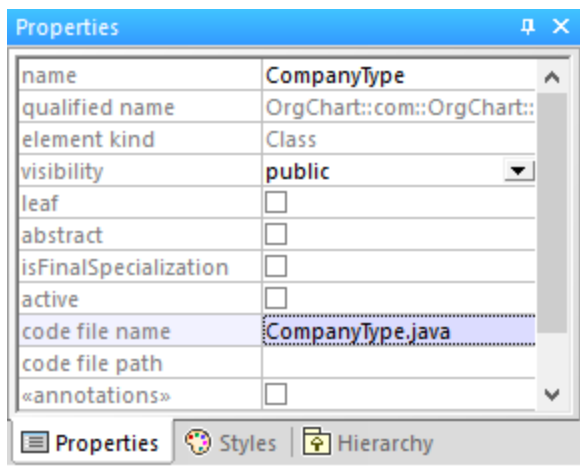 Properties
name CompanyType
qualified name OrgChart::com::OrgChart::
element kind Class
visibility public
leaf
abstract
isFinalSpecialization
active
code file name CompanyType.java
code file path
«annotations»
Properties Styles Hierarchy